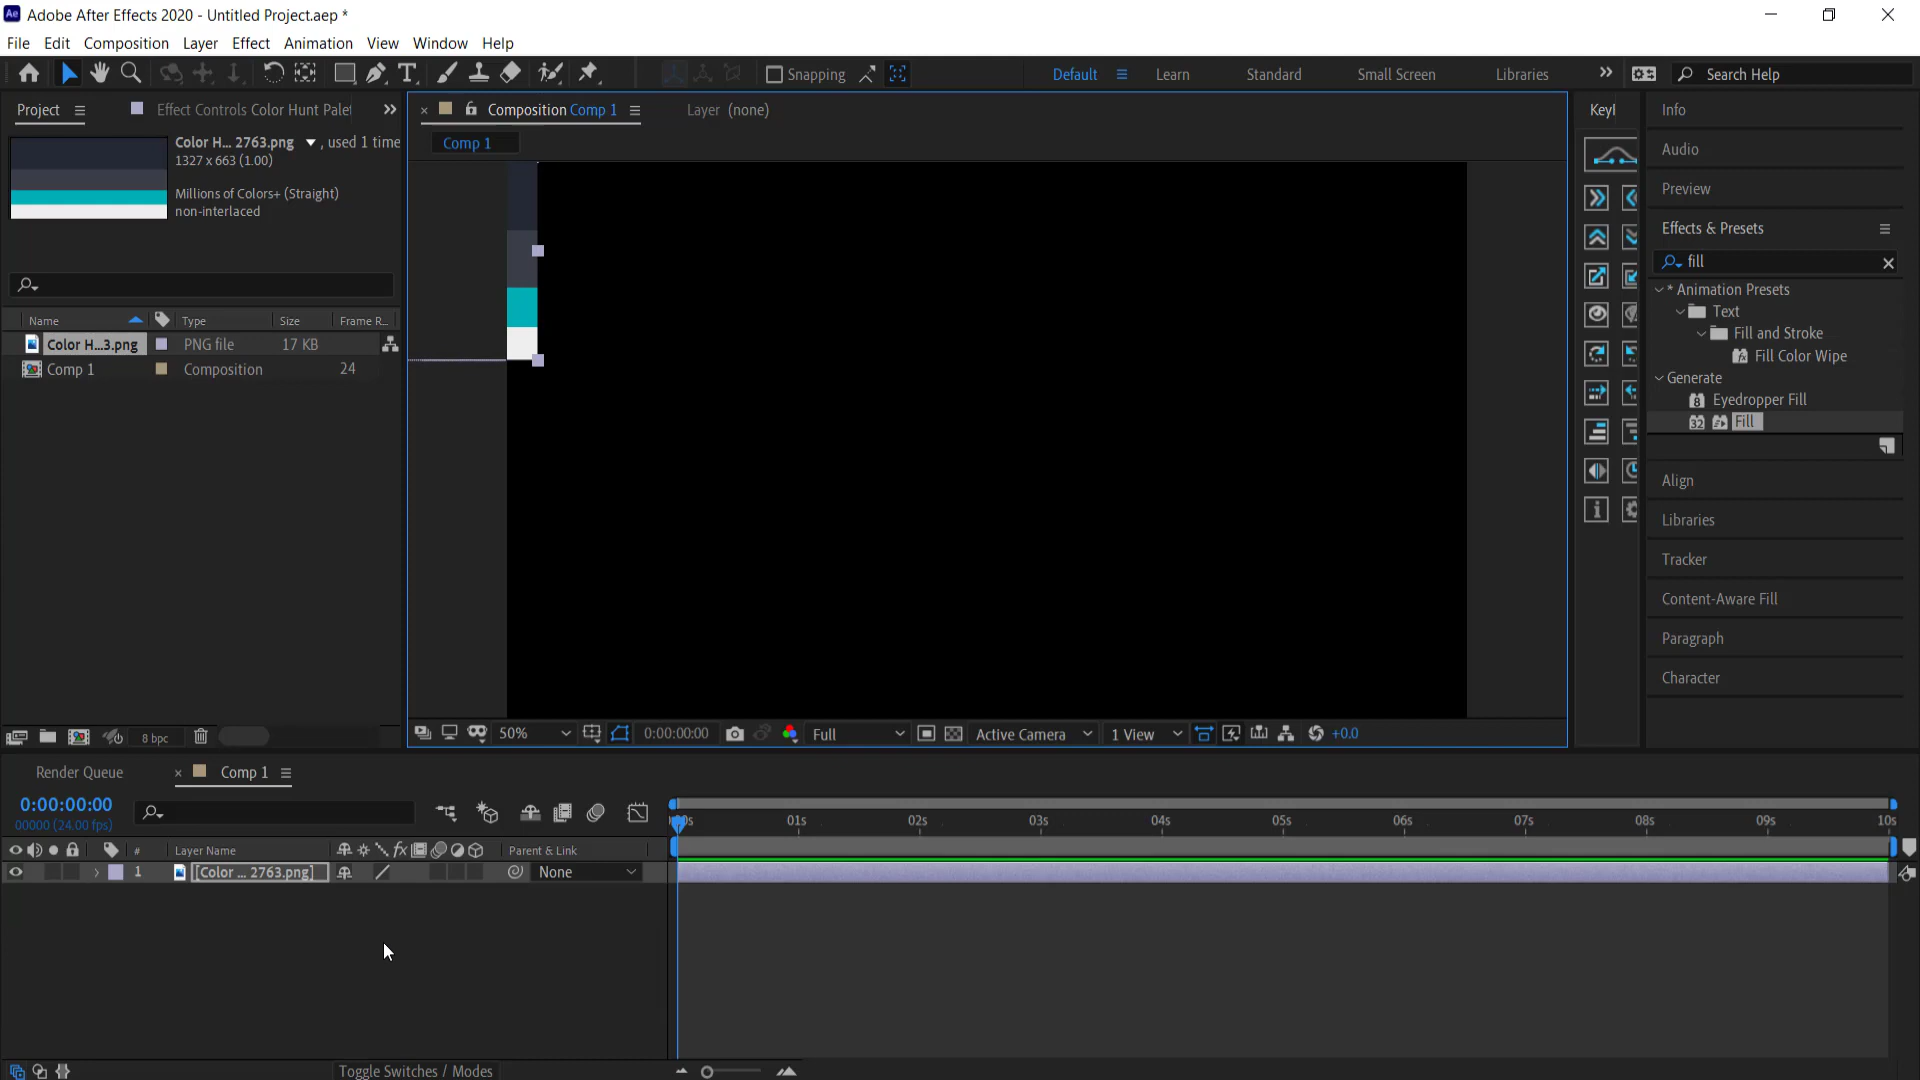 Adobe After Effects 2020 - Untitled Project.aep *
File Edit Composition Layer Effect Animation View Window Help
Snapping Default Learn Standard Small Screen Libraries Search Help
Project Effect Controls Color Hunt Palet
Composition Comp 1 Layer (none)
Comp 1
Color H... 2763.png , used 1 time
1327 x 663 (1.00)
Millions of Colors+ (Straight)
non-interlaced
Name Type Size Frame R...
Color H...3.png PNG file 17 KB
Comp 1 Composition 24
8 bpc
50% 0:00:00:00 Full Active Camera 1 View +0.0
Keyl
Info
Audio
Preview
Effects & Presets
fill
* Animation Presets
Text
Fill and Stroke
Fill Color Wipe
Generate
Eyedropper Fill
Fill
Align
Libraries
Tracker
Content-Aware Fill
Paragraph
Character
Render Queue Comp 1
0:00:00:00
00000 (24.00 fps)
01s 02s 03s 04s 05s 06s 07s 08s 09s 10s
# Layer Name Parent & Link
1 [Color ... 2763.png] None
Toggle Switches / Modes